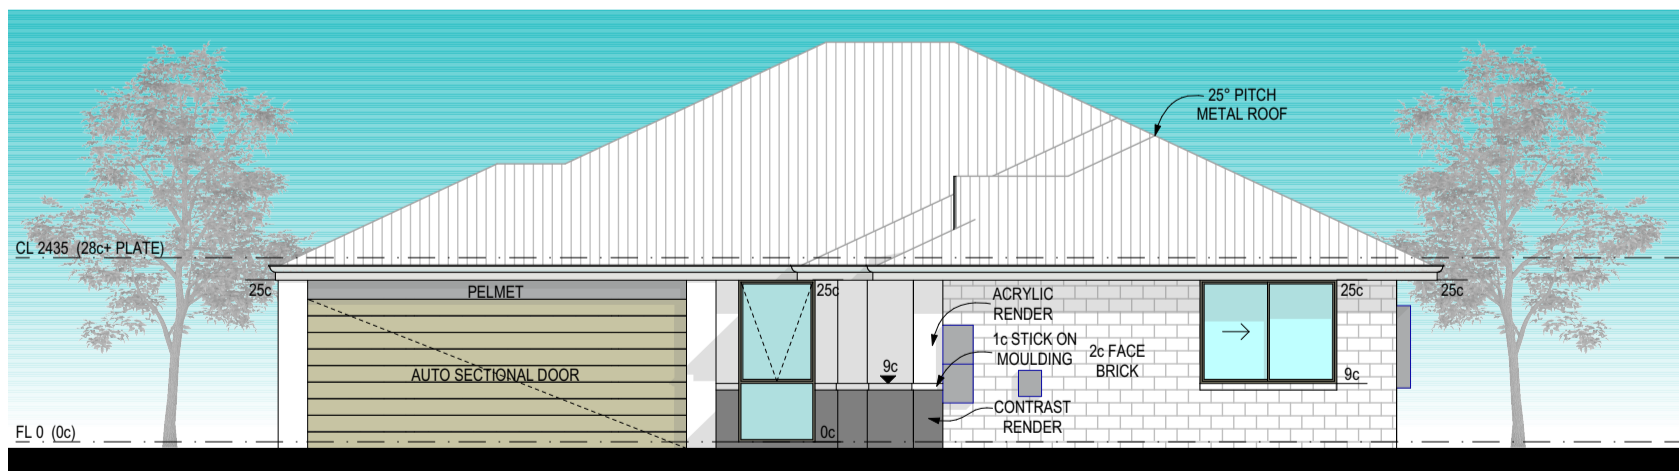 25° PITCH
METAL ROOF
CL 2435 (28c+ PLATE)
25c
PELMET
25c
ACRYLIC
RENDER
25c
25c
1c STICK ON
MOULDING
2c FACE
BRICK
9c
9c
AUTO SECTIONAL DOOR
CONTRAST
RENDER
FL 0 (0c)
0c